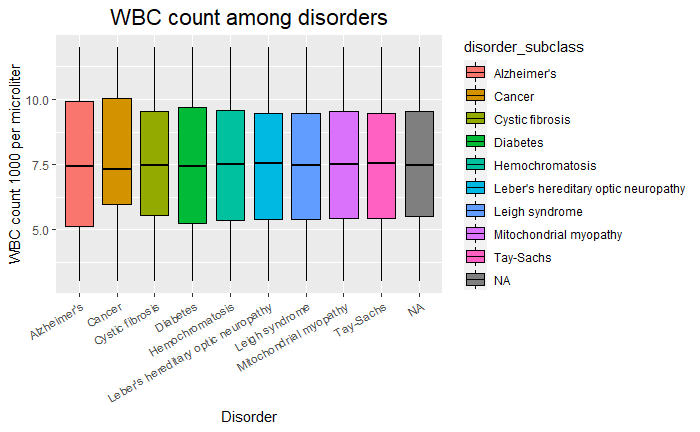 WBC count among disorders
WBC count 1000 per microliter
10.0
7.5
5.0
Alzheimer's
Cancer
Cystic fibrosis
Diabetes
Hemochromatosis
Leber's hereditary optic neuropathy
Leigh syndrome
Mitochondrial myopathy
Tay-Sachs
NA
Disorder
disorder_subclass
Alzheimer's
Cancer
Cystic fibrosis
Diabetes
Hemochromatosis
Leber's hereditary optic neuropathy
Leigh syndrome
Mitochondrial myopathy
Tay-Sachs
NA